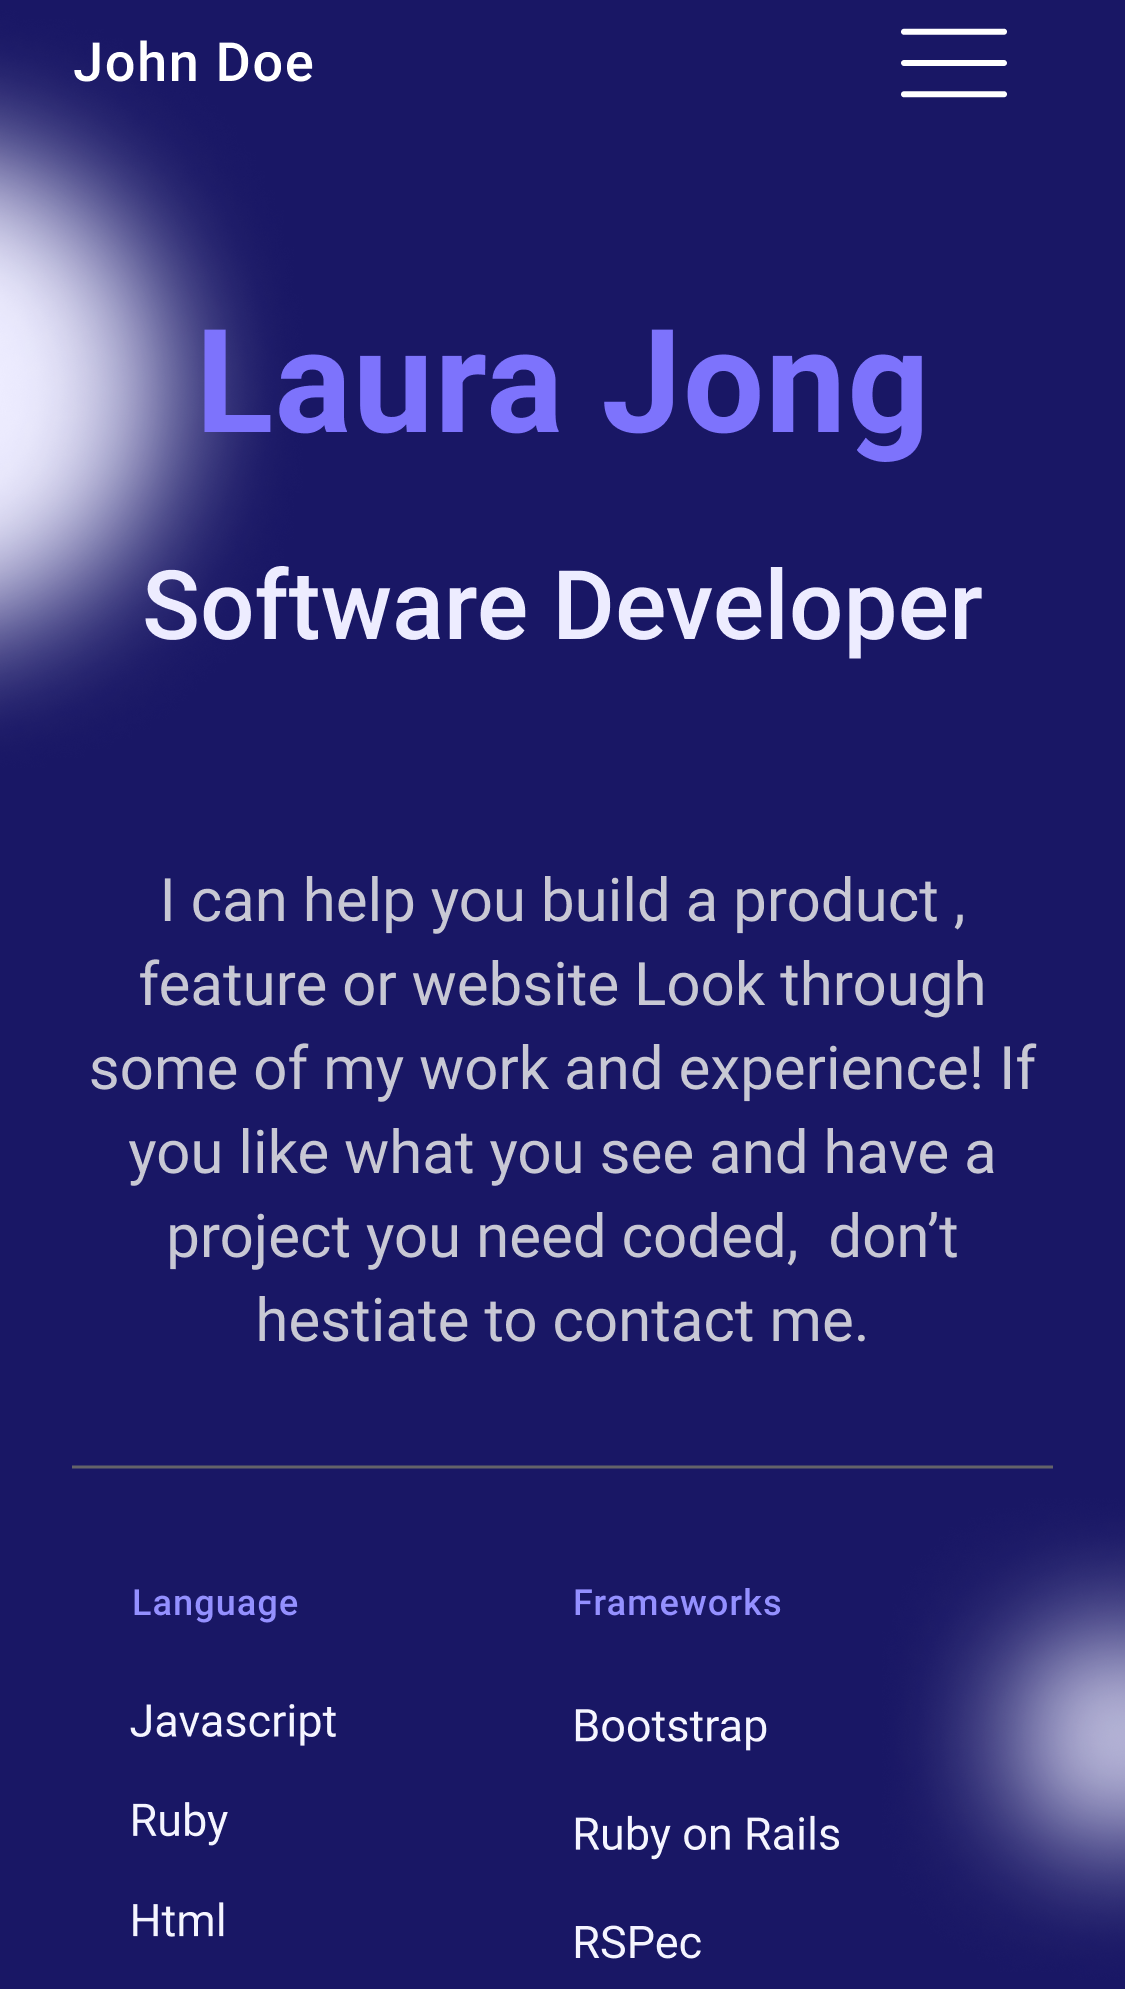 John Doe
Laura Jong
Software Developer
I can help you build a product ,
feature or website Look through
some of my work and experience! If
you like what you see and have a
project you need coded,  don’t
hestiate to contact me.
Language
Javascript
Ruby
Html
Frameworks
Bootstrap
Ruby on Rails
RSPec